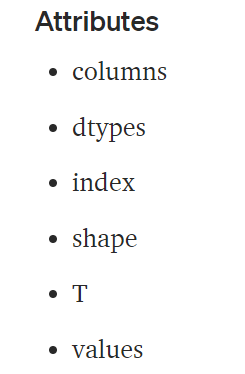 Attributes
• columns
• dtypes
• index
• shape
• T
• values